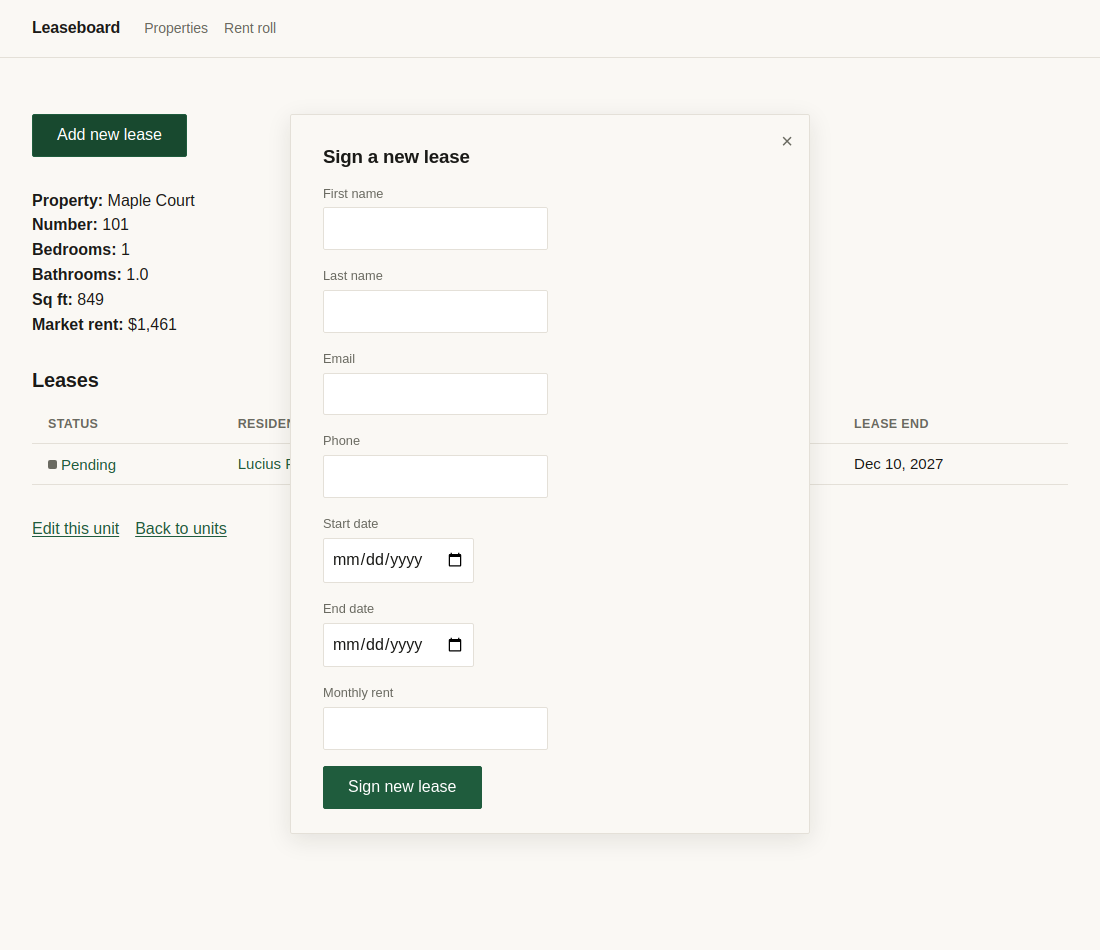 Leaseboard Properties Rent roll
Add new lease
Property: Maple Court
Number: 101
Bedrooms: 1
Bathrooms: 1.0
Sq ft: 849
Market rent: $1,461
Leases
STATUS LEASE END
Pending Lucius Dec 10, 2027
Edit this unit Back to units
×
Sign a new lease
First name
Last name
Email
Phone
Start date
mm/dd/yyyy
End date
mm/dd/yyyy
Monthly rent
Sign new lease